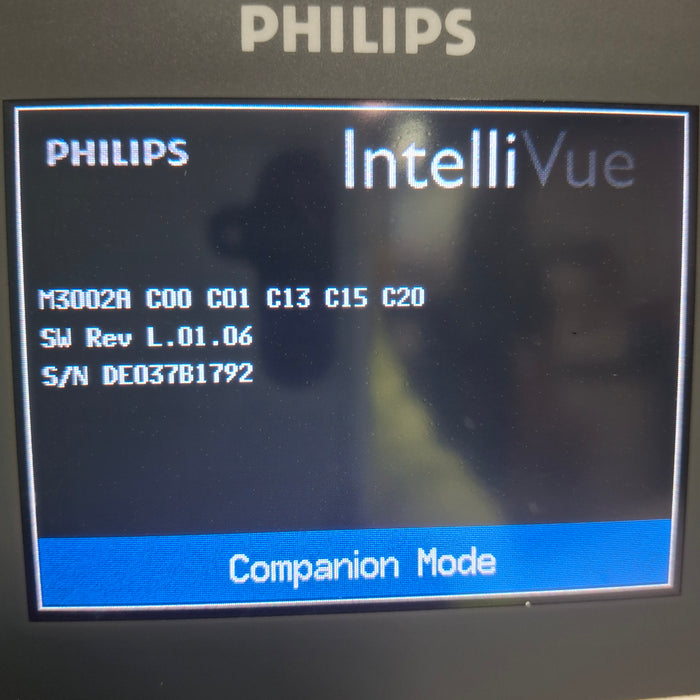 PHILIPS
PHILIPS IntelliVue
M3002A C00 C01 C13 C15 C20
SW Rev L.01.06
S/N DE037B1792
Companion Mode